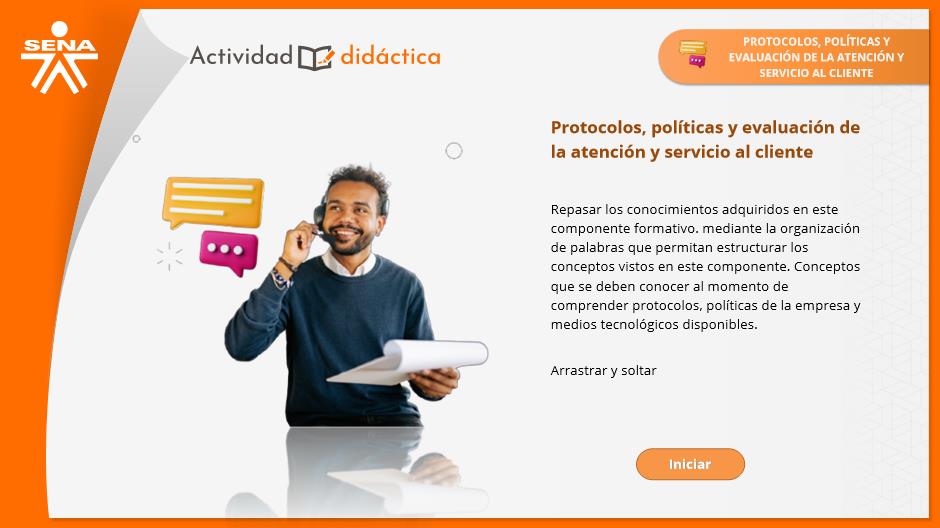 SENA
Actividad didáctica
PROTOCOLOS, POLÍTICAS Y
EVALUACIÓN DE LA ATENCIÓN Y
SERVICIO AL CLIENTE
Protocolos, políticas y evaluación de
la atención y servicio al cliente
Repasar los conocimientos adquiridos en este
componente formativo. mediante la organización
de palabras que permitan estructurar los
conceptos vistos en este componente. Conceptos
que se deben conocer al momento de
comprender protocolos, políticas de la empresa y
medios tecnológicos disponibles.
Arrastrar y soltar
Iniciar